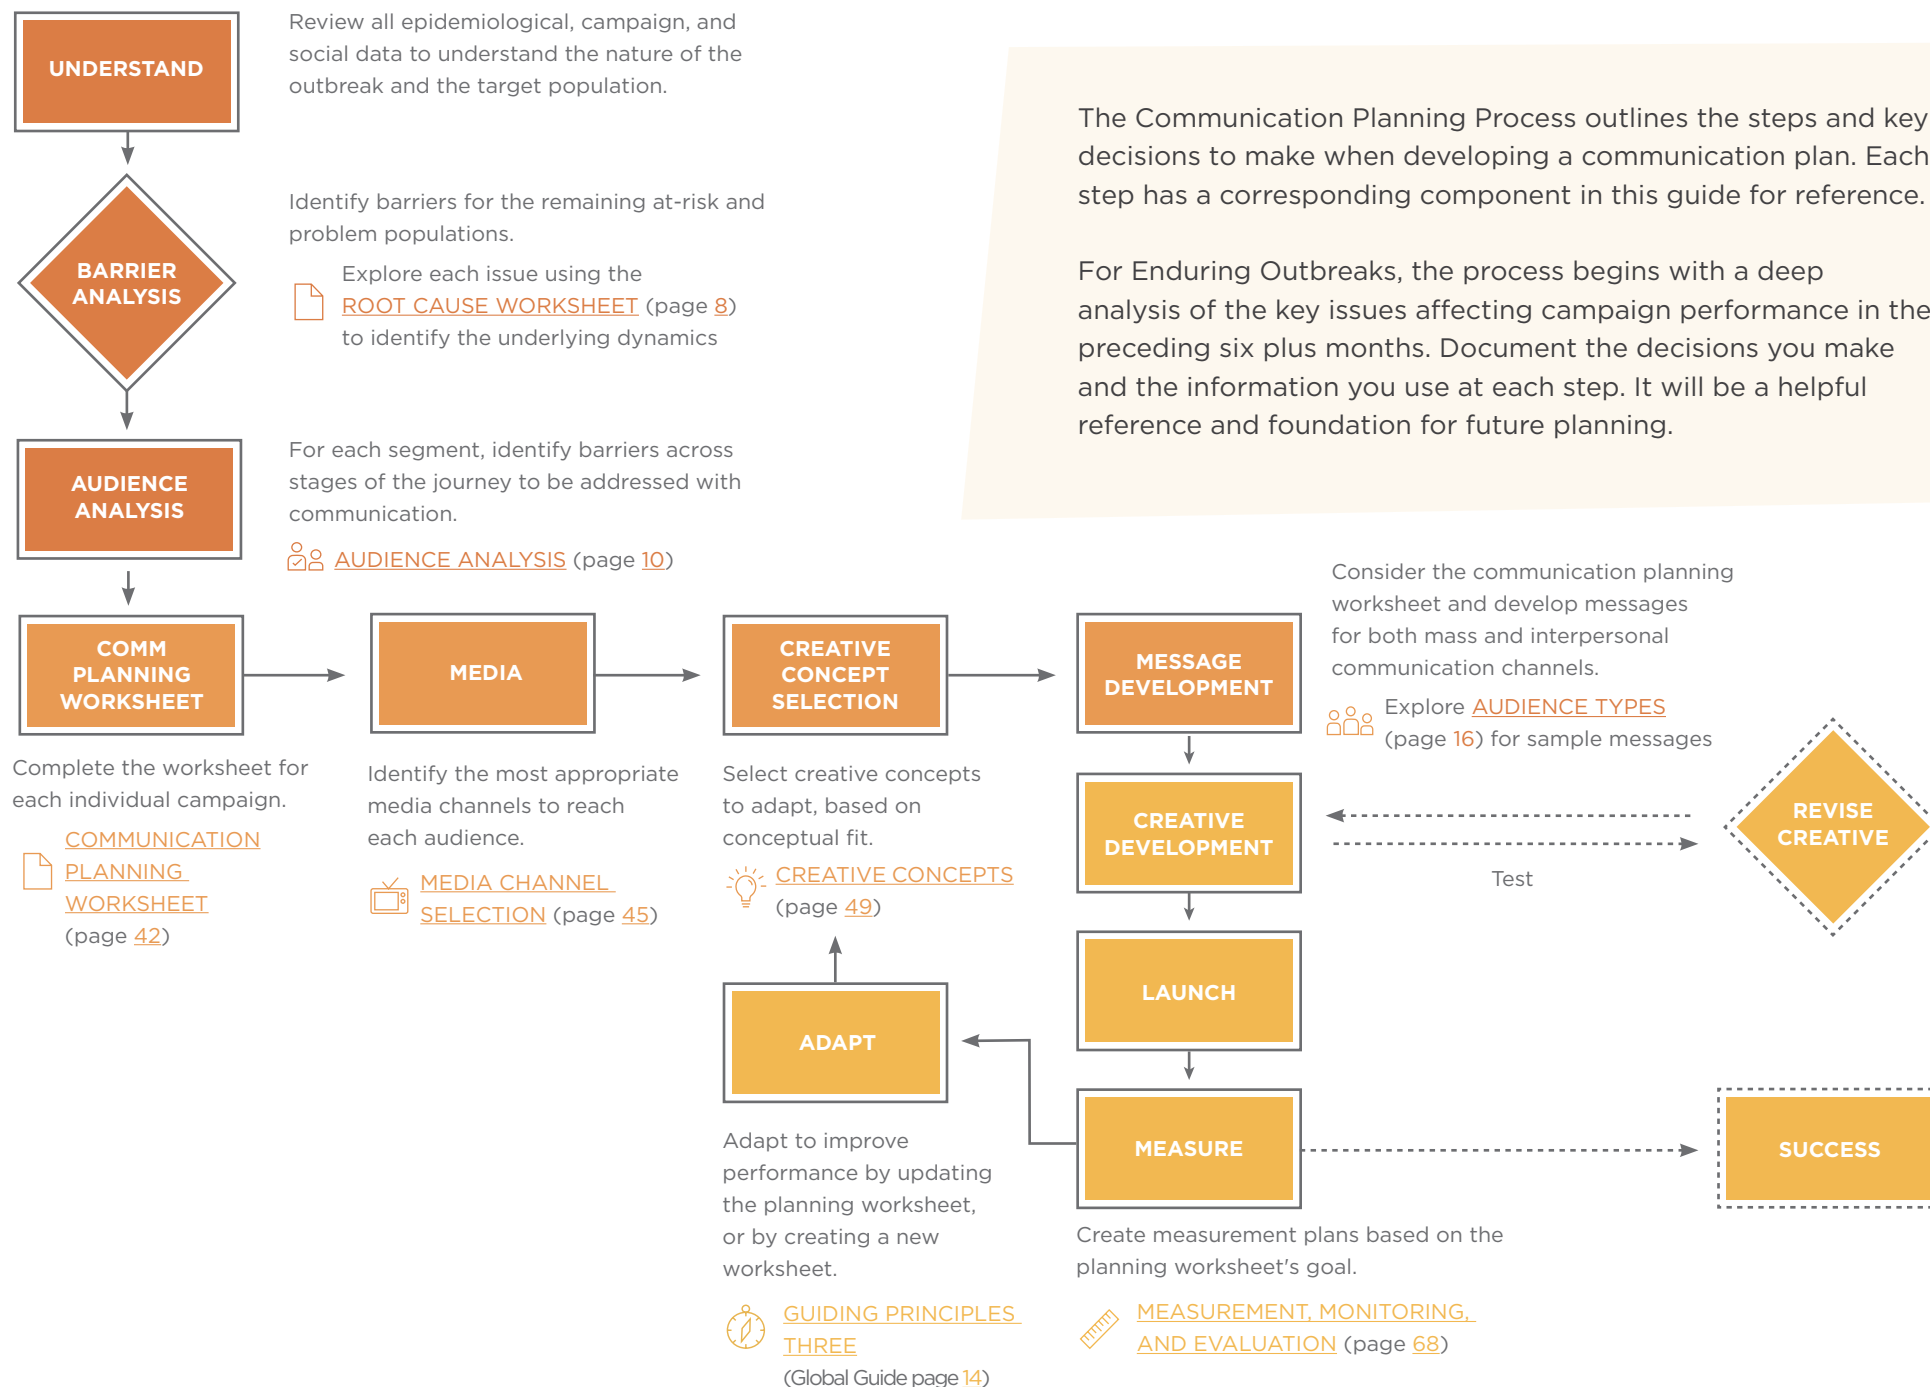 UNDERSTAND
Review all epidemiological, campaign, and
social data to understand the nature of the
outbreak and the target population.
The Communication Planning Process outlines the steps and key
decisions to make when developing a communication plan. Each
step has a corresponding component in this guide for reference.
For Enduring Outbreaks, the process begins with a deep
analysis of the key issues affecting campaign performance in the
preceding six plus months. Document the decisions you make
and the information you use at each step. It will be a helpful
reference and foundation for future planning.
BARRIER
ANALYSIS
Identify barriers for the remaining at-risk and
problem populations.
Explore each issue using the
ROOT CAUSE WORKSHEET (page 8)
to identify the underlying dynamics
AUDIENCE
ANALYSIS
For each segment, identify barriers across
stages of the journey to be addressed with
communication.
AUDIENCE ANALYSIS (page 10)
COMM
PLANNING
WORKSHEET
Complete the worksheet for
each individual campaign.
COMMUNICATION
PLANNING
WORKSHEET
(page 42)
MEDIA
Identify the most appropriate
media channels to reach
each audience.
MEDIA CHANNEL
SELECTION (page 45)
CREATIVE
CONCEPT
SELECTION
Select creative concepts
to adapt, based on
conceptual fit.
CREATIVE CONCEPTS
(page 49)
MESSAGE
DEVELOPMENT
Consider the communication planning
worksheet and develop messages
for both mass and interpersonal
communication channels.
Explore AUDIENCE TYPES
(page 16) for sample messages
CREATIVE
DEVELOPMENT
Test
REVISE
CREATIVE
LAUNCH
MEASURE
Create measurement plans based on the
planning worksheet's goal.
MEASUREMENT, MONITORING,
AND EVALUATION (page 68)
SUCCESS
ADAPT
Adapt to improve
performance by updating
the planning worksheet,
or by creating a new
worksheet.
GUIDING PRINCIPLES
THREE
(Global Guide page 14)